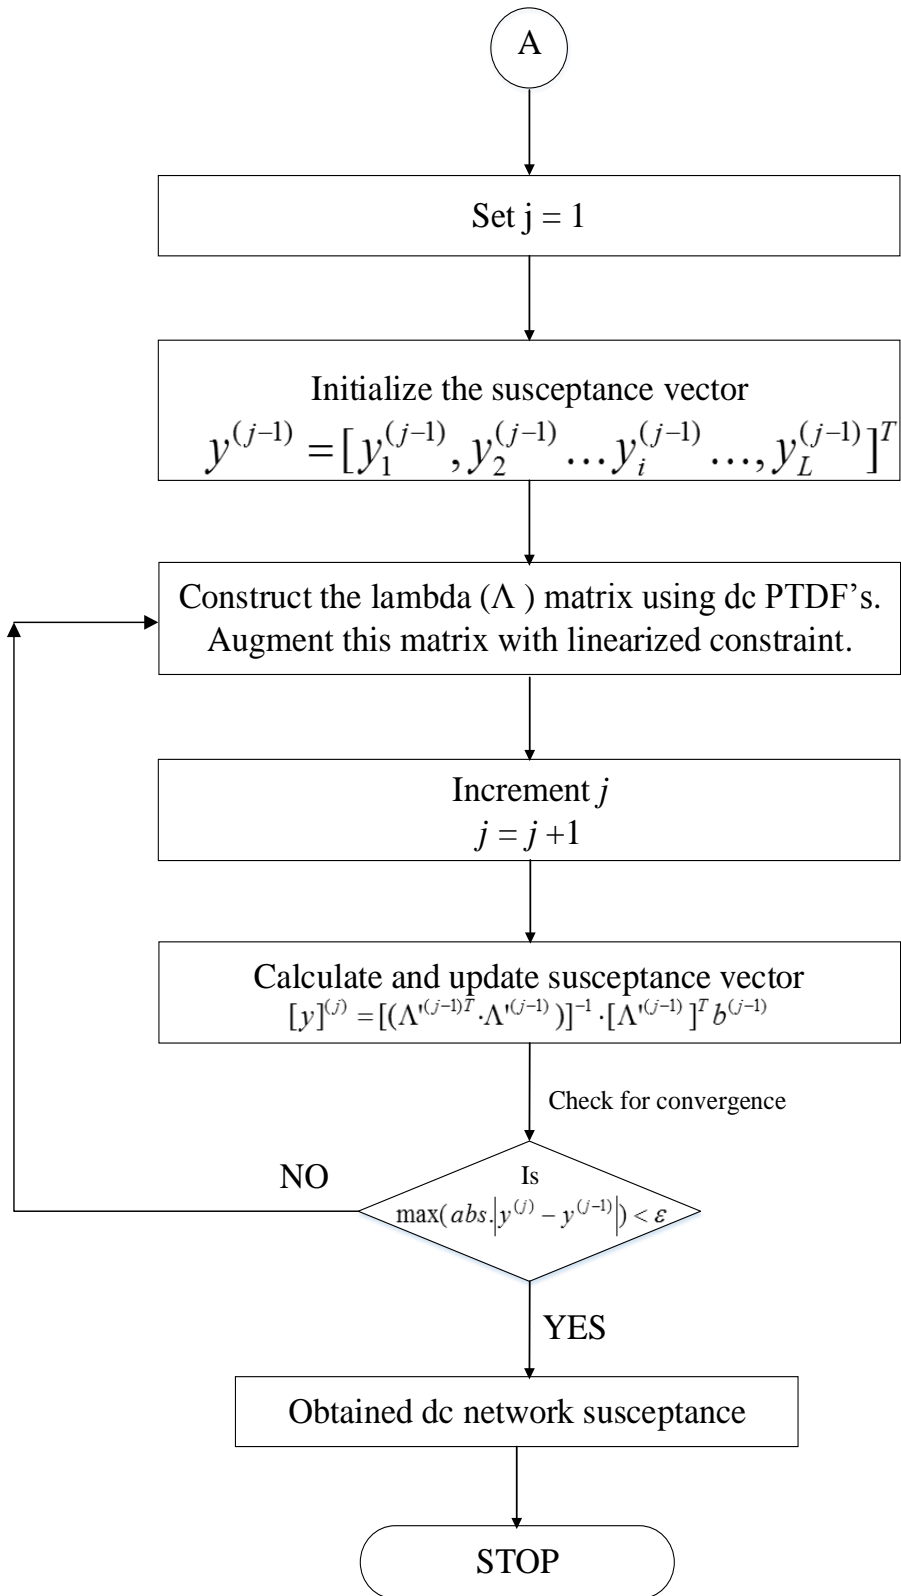 A
Set j = 1
Initialize the susceptance vector
y^{(j−1)} = [y_1^{(j−1)}, y_2^{(j−1)} … y_i^{(j−1)} …, y_L^{(j−1)}]^T
Construct the lambda (Λ ) matrix using dc PTDF’s.
Augment this matrix with linearized constraint.
Increment j
j = j +1
Calculate and update susceptance vector
[y]^{(j)} = [(Λ'^{(j−1)T}·Λ'^{(j−1)})]^{−1} · [Λ'^{(j−1)}]^T b^{(j−1)}
Check for convergence
NO
Is
max(abs.|y^{(j)} − y^{(j−1)}|) < ε
YES
Obtained dc network susceptance
STOP